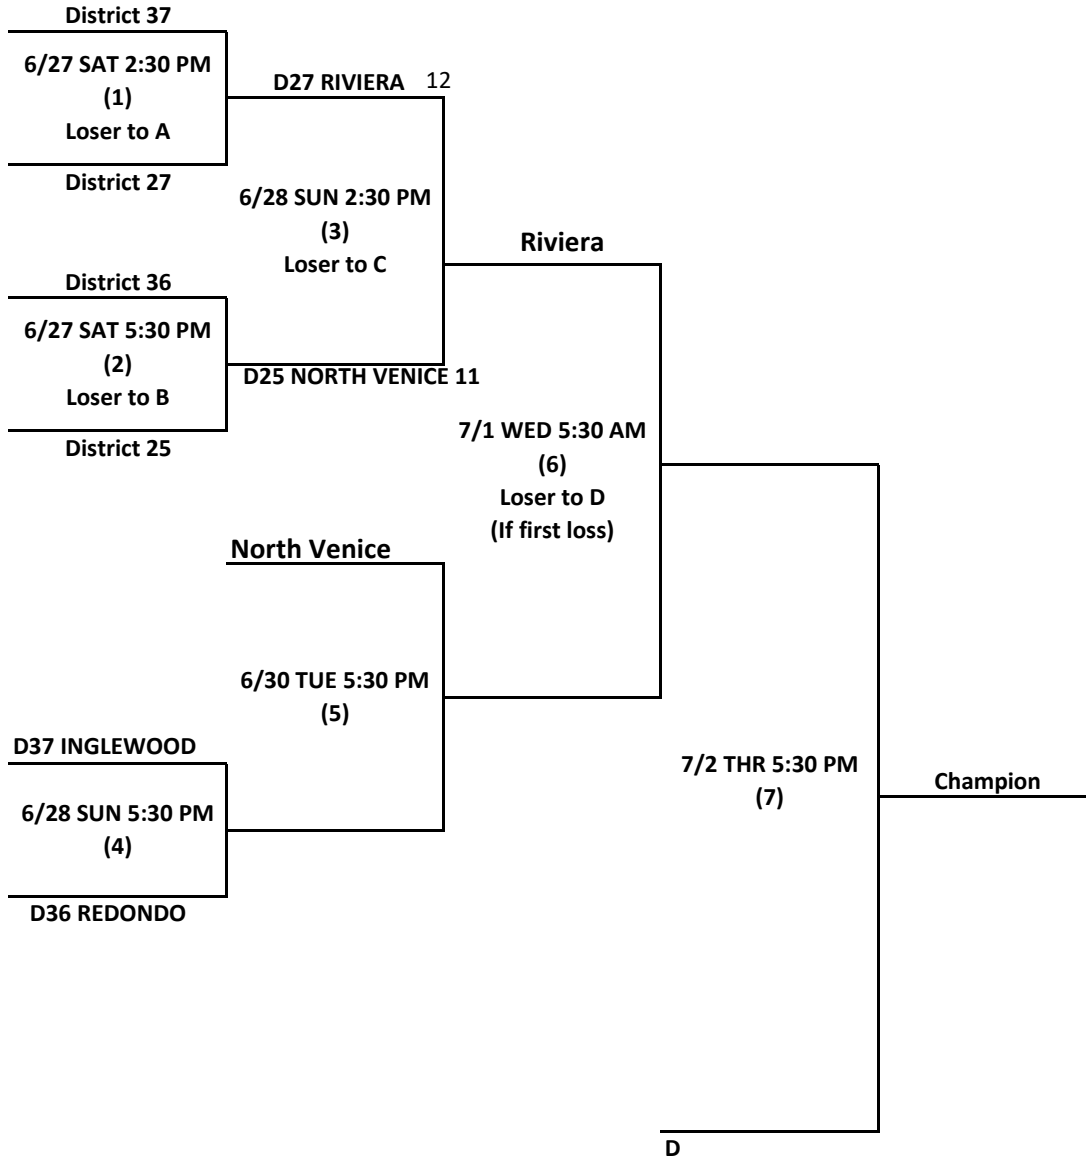 District 37
6/27 SAT 2:30 PM
(1)
Loser to A
District 27
D27 RIVIERA 12
6/28 SUN 2:30 PM
(3)
Loser to C
District 36
6/27 SAT 5:30 PM
(2)
Loser to B
District 25
D25 NORTH VENICE 11
Riviera
7/1 WED 5:30 AM
(6)
Loser to D
(If first loss)
North Venice
6/30 TUE 5:30 PM
(5)
D37 INGLEWOOD
6/28 SUN 5:30 PM
(4)
D36 REDONDO
7/2 THR 5:30 PM
(7)
Champion
D